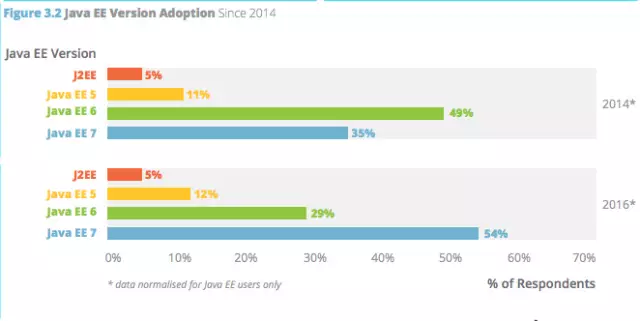 Figure 3.2 Java EE Version Adoption Since 2014
Java EE Version
J2EE 5%
Java EE 5 11%
Java EE 6 49%
Java EE 7 35%
2014*
J2EE 5%
Java EE 5 12%
Java EE 6 29%
Java EE 7 54%
2016*
0% 10% 20% 30% 40% 50% 60% 70%
* data normalised for Java EE users only
% of Respondents